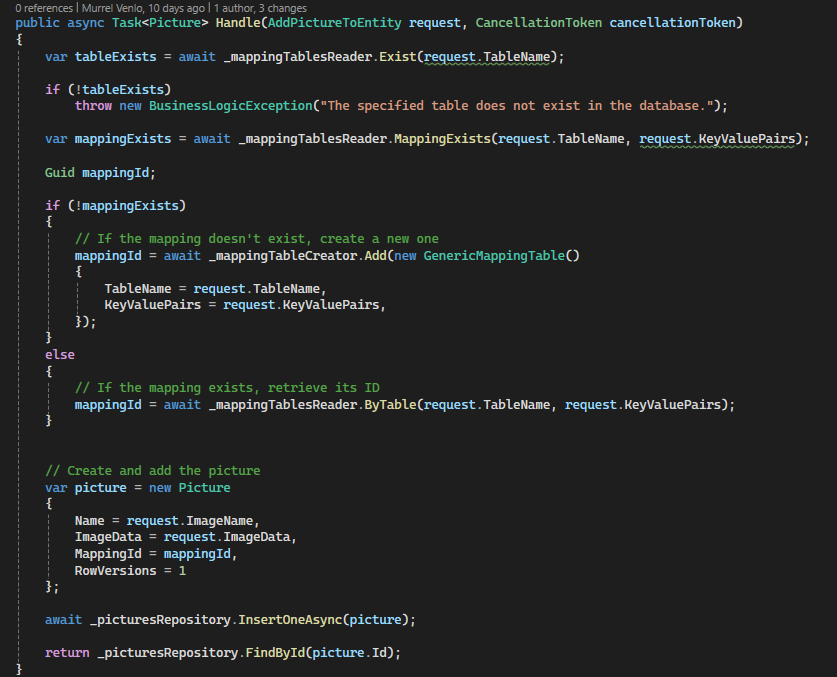 0 references | Murrel Venlo, 10 days ago | 1 author, 3 changes
public async Task<Picture> Handle(AddPictureToEntity request, CancellationToken cancellationToken)
{
    var tableExists = await _mappingTablesReader.Exist(request.TableName);

    if (!tableExists)
        throw new BusinessLogicException("The specified table does not exist in the database.");

    var mappingExists = await _mappingTablesReader.MappingExists(request.TableName, request.KeyValuePairs);

    Guid mappingId;

    if (!mappingExists)
    {
        // If the mapping doesn't exist, create a new one
        mappingId = await _mappingTableCreator.Add(new GenericMappingTable()
        {
            TableName = request.TableName,
            KeyValuePairs = request.KeyValuePairs,
        });
    }
    else
    {
        // If the mapping exists, retrieve its ID
        mappingId = await _mappingTablesReader.ByTable(request.TableName, request.KeyValuePairs);
    }


    // Create and add the picture
    var picture = new Picture
    {
        Name = request.ImageName,
        ImageData = request.ImageData,
        MappingId = mappingId,
        RowVersions = 1
    };

    await _picturesRepository.InsertOneAsync(picture);

    return _picturesRepository.FindById(picture.Id);
}